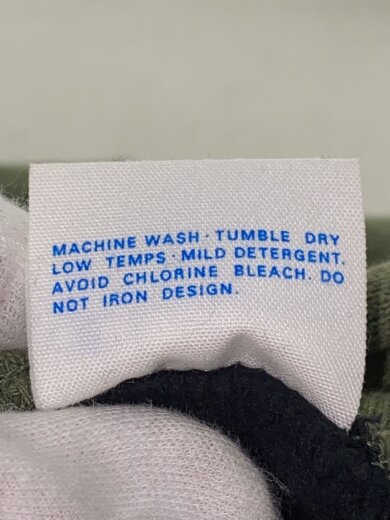 MACHINE WASH · TUMBLE DRY
LOW TEMPS · MILD DETERGENT.
AVOID CHLORINE BLEACH. DO
NOT IRON DESIGN.